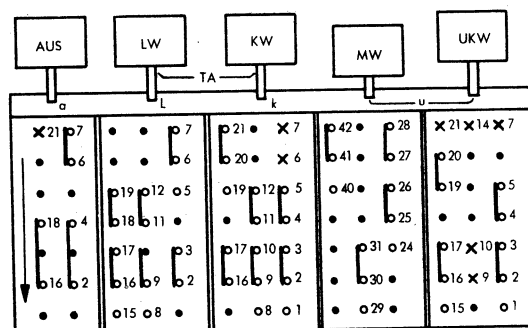 AUS LW KW MW UKW
TA
a L k u
21 7 7 21 7 42 28 21 14 7
6 6 20 6 41 27 20
19 12 5 19 12 5 40 26 19 5
18 4 18 11 11 4 25 4
17 3 17 10 3 31 24 17 10 3
16 2 16 9 2 16 9 2 30 16 9 2
15 8 8 1 29 15 1